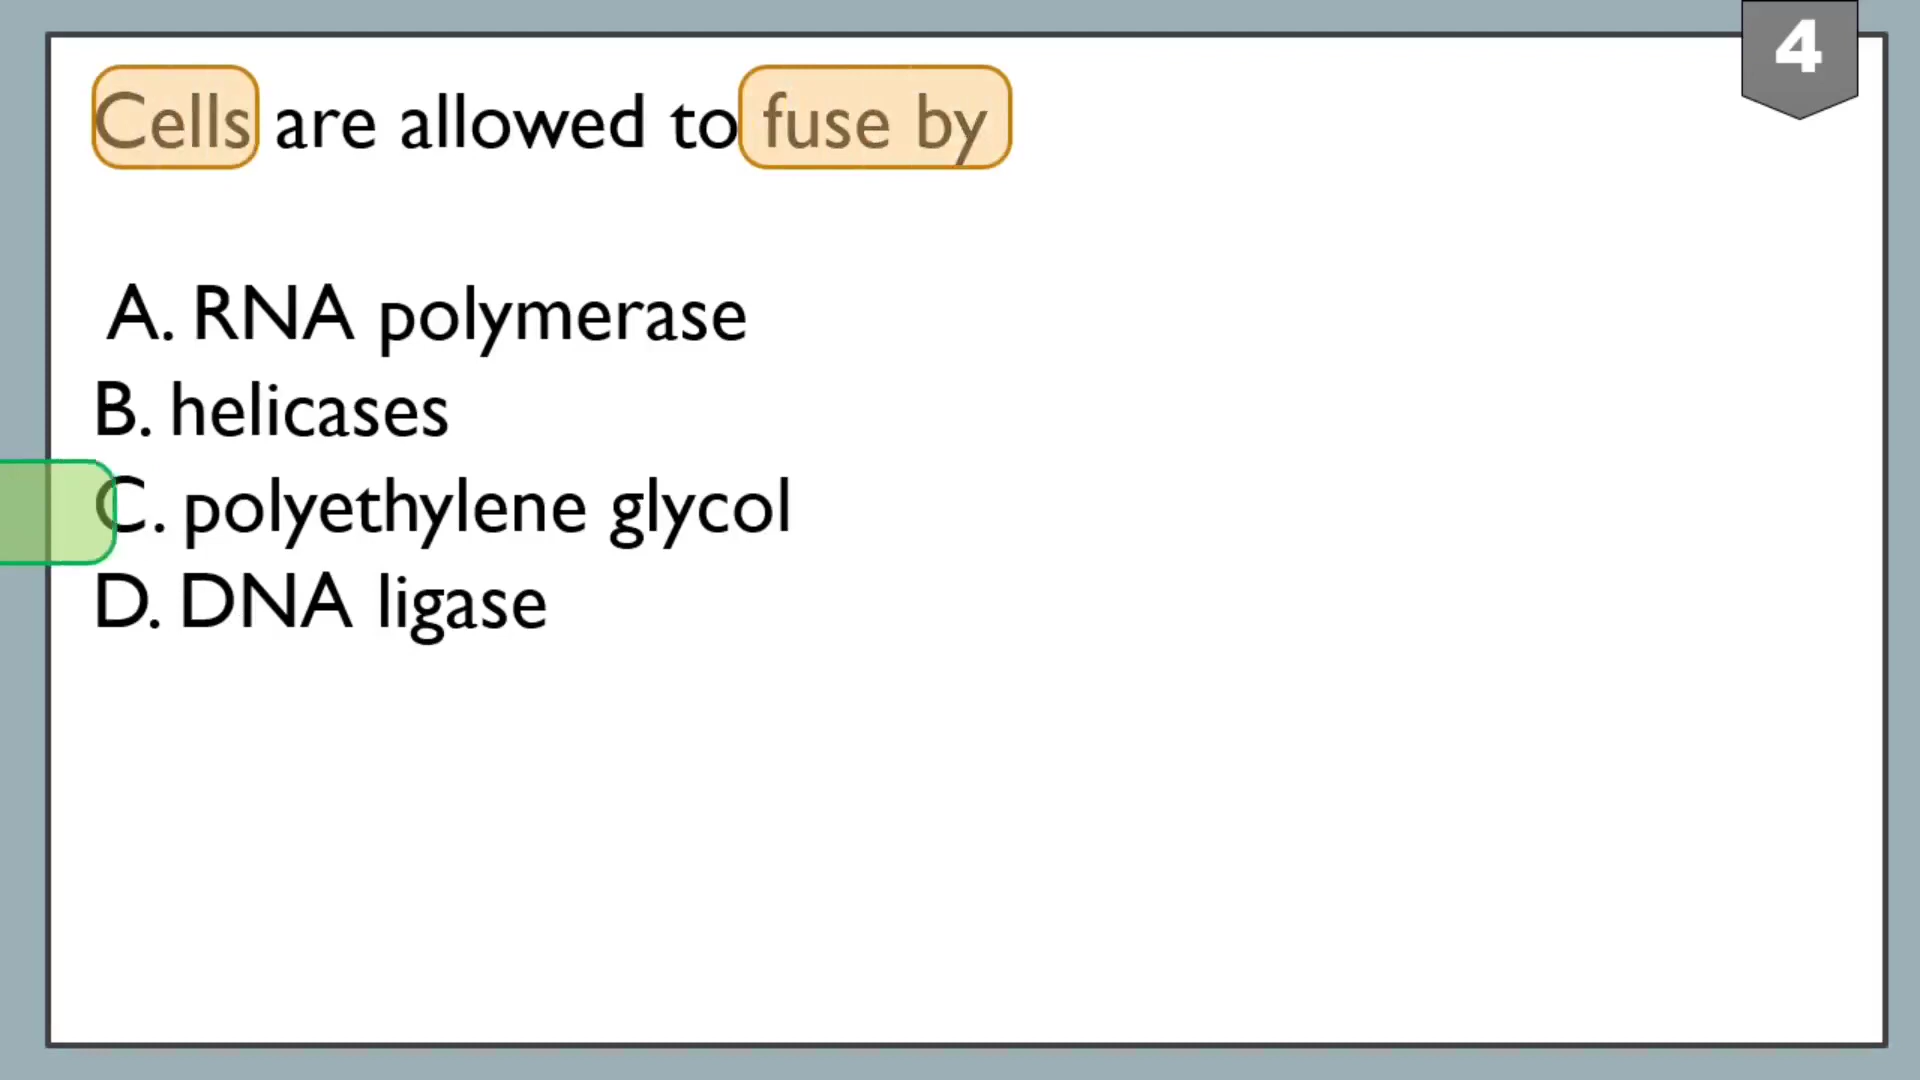 4
Cells are allowed to fuse by
A. RNA polymerase
B. helicases
C. polyethylene glycol
D. DNA ligase